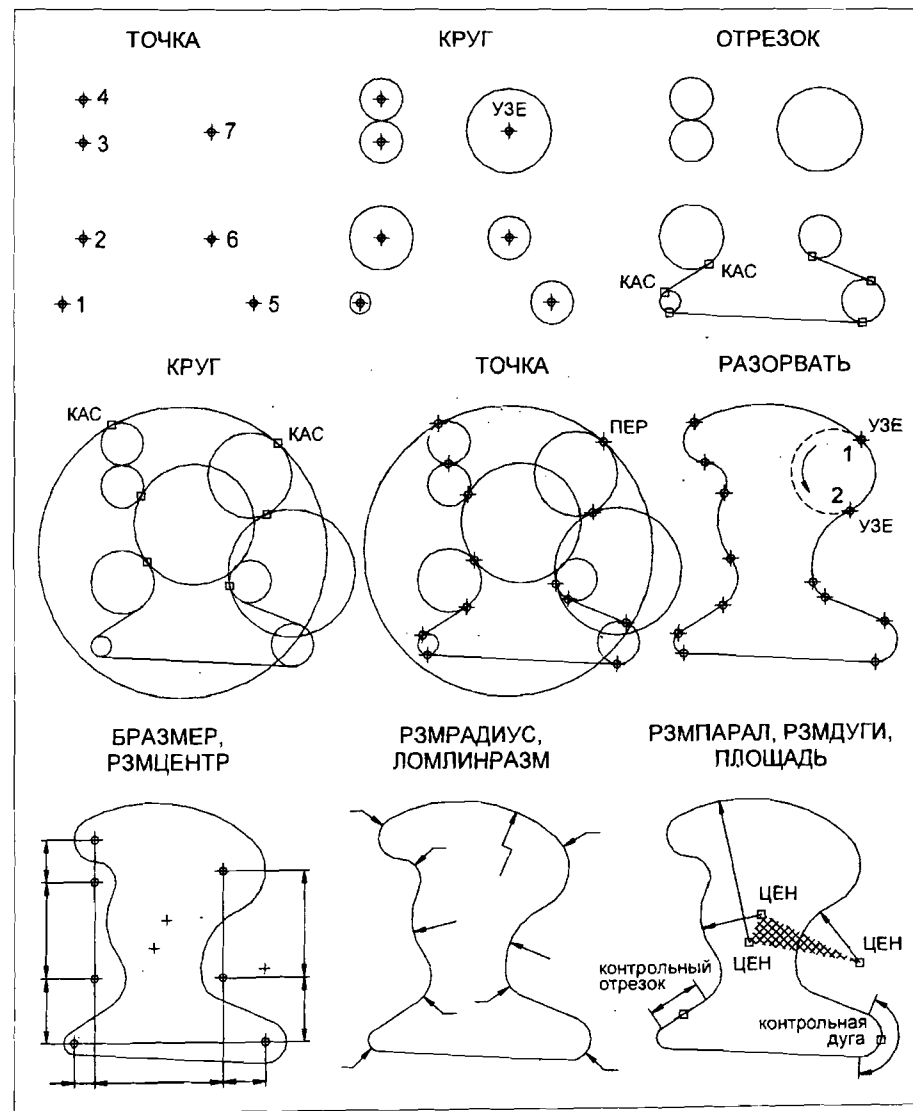 ТОЧКА
КРУГ
ОТРЕЗОК
4
3
7
2
6
1
5
УЗЕ
КАС
КАС
КРУГ
ТОЧКА
РАЗОРВАТЬ
КАС
КАС
ПЕР
УЗЕ
1
2
УЗЕ
БРАЗМЕР,
РЗМЦЕНТР
РЗМРАДИУС,
ЛОМЛИНРАЗМ
РЗМПАРАЛ, РЗМДУГИ,
ПЛОЩАДЬ
ЦЕН
ЦЕН
ЦЕН
контрольный
отрезок
контрольная
дуга